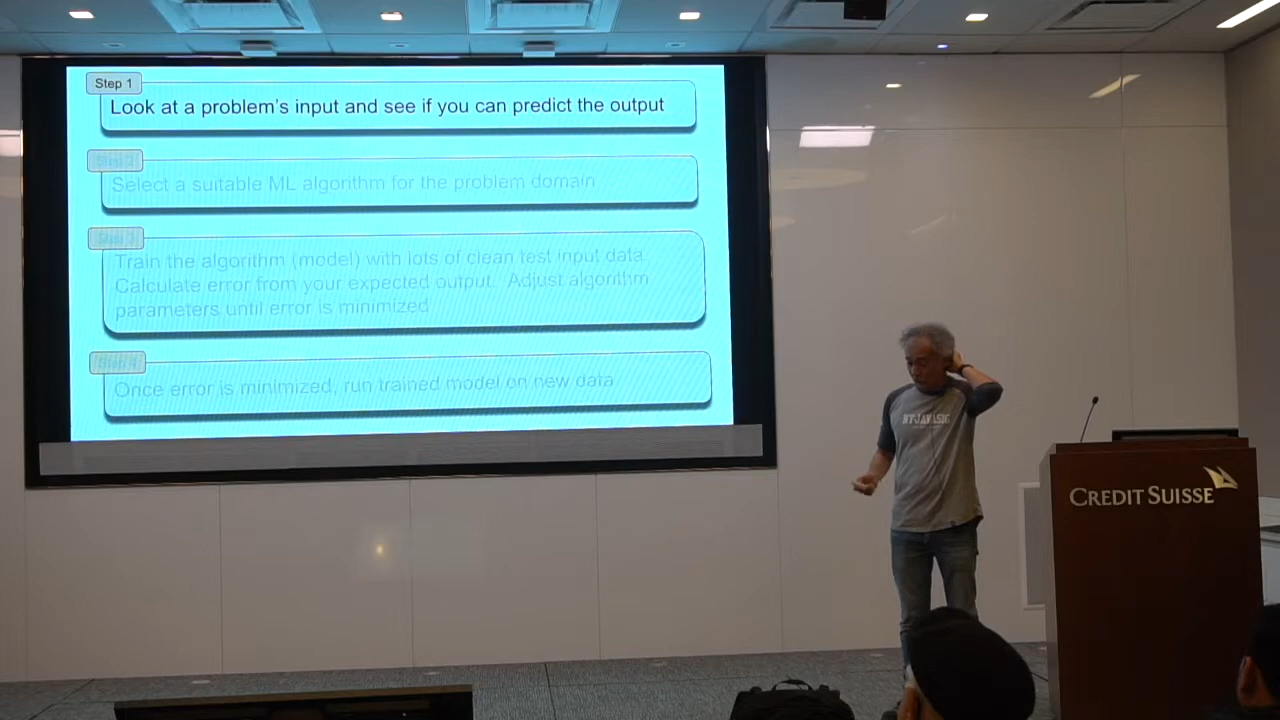 Step 1
Look at a problem's input and see if you can predict the output
Step 2
Select a suitable ML algorithm for the problem domain
Step 3
Train the algorithm (model) with lots of clean test input data.
Calculate error from your expected output. Adjust algorithm
parameters until error is minimized
Step 4
Once error is minimized, run trained model on new data
NYJAVASIG
CREDIT SUISSE